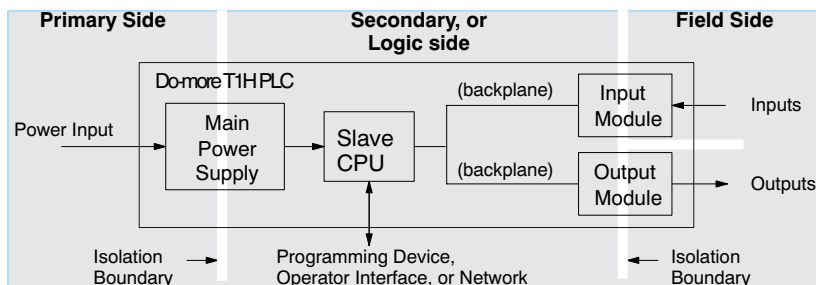 Primary Side
Secondary, or
Logic side
Field Side
Do-more T1H PLC
Power Input
Main
Power
Supply
Slave
CPU
(backplane)
(backplane)
Input
Module
Output
Module
Inputs
Outputs
Isolation
Boundary
Programming Device,
Operator Interface, or Network
Isolation
Boundary